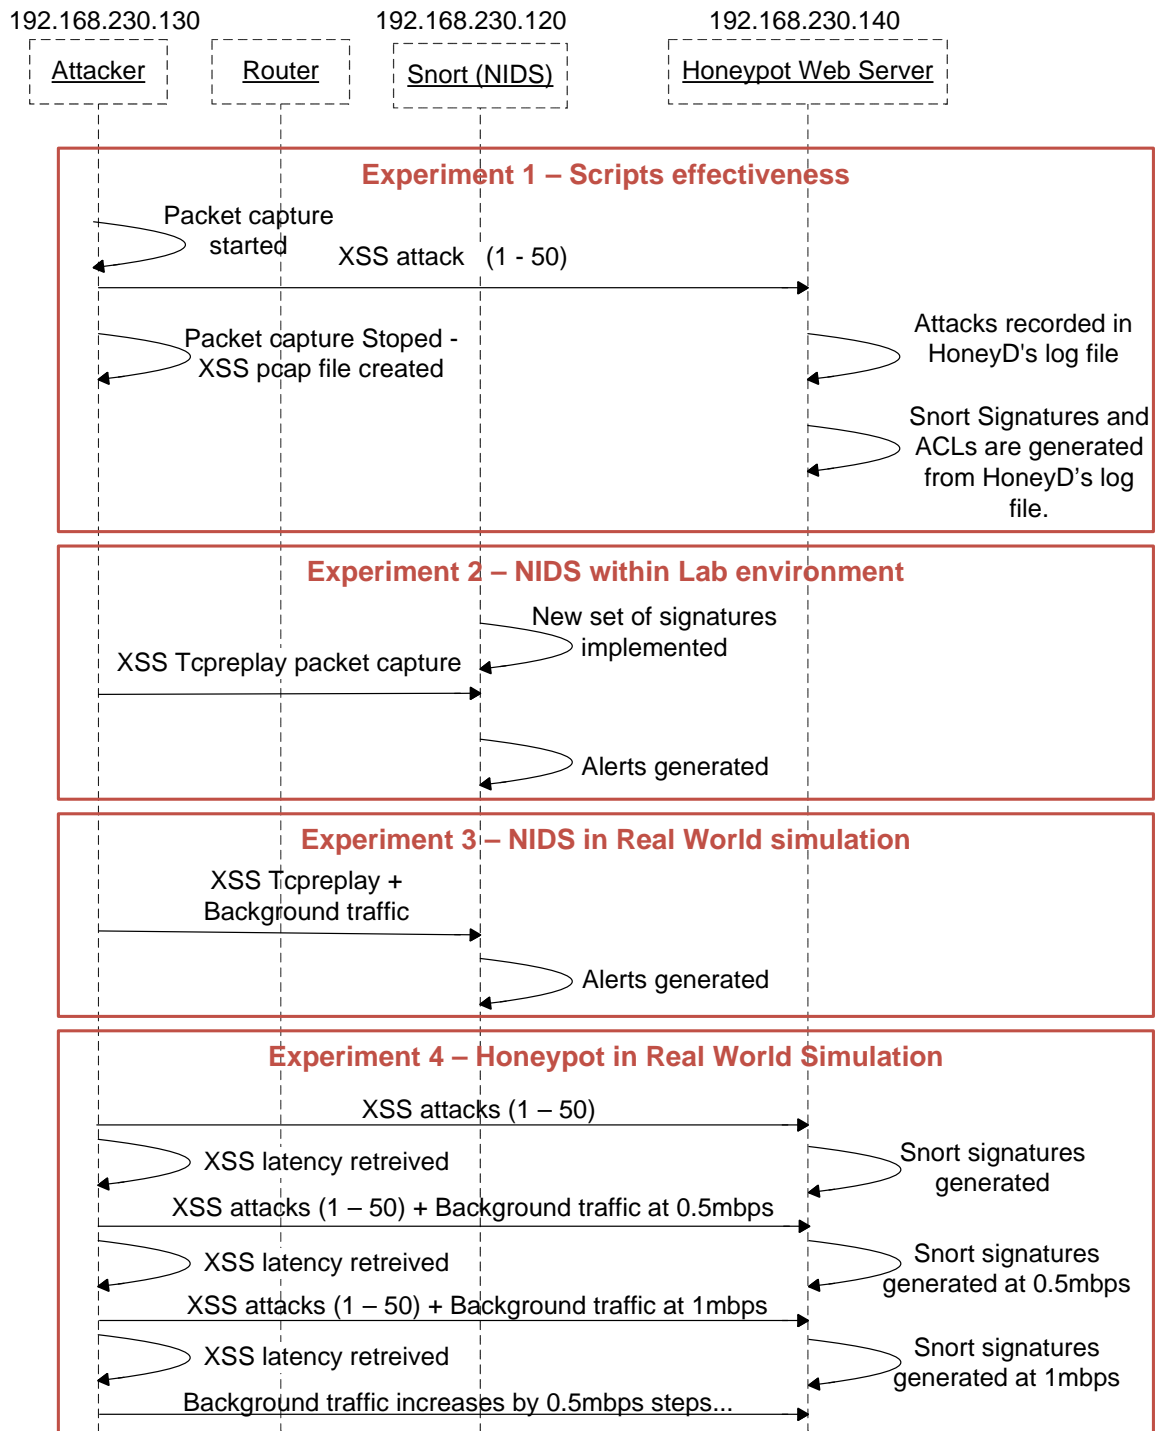 192.168.230.130
192.168.230.120
192.168.230.140
Attacker
Router
Snort (NIDS)
Honeypot Web Server
Experiment 1 – Scripts effectiveness
Packet capture
started
XSS attack (1 - 50)
Packet capture Stoped -
XSS pcap file created
Attacks recorded in
HoneyD's log file
Snort Signatures and
ACLs are generated
from HoneyD’s log
file.
Experiment 2 – NIDS within Lab environment
New set of signatures
implemented
XSS Tcpreplay packet capture
Alerts generated
Experiment 3 – NIDS in Real World simulation
XSS Tcpreplay +
Background traffic
Alerts generated
Experiment 4 – Honeypot in Real World Simulation
XSS attacks (1 – 50)
XSS latency retreived
Snort signatures
generated
XSS attacks (1 – 50) + Background traffic at 0.5mbps
XSS latency retreived
Snort signatures
generated at 0.5mbps
XSS attacks (1 – 50) + Background traffic at 1mbps
XSS latency retreived
Snort signatures
generated at 1mbps
Background traffic increases by 0.5mbps steps...